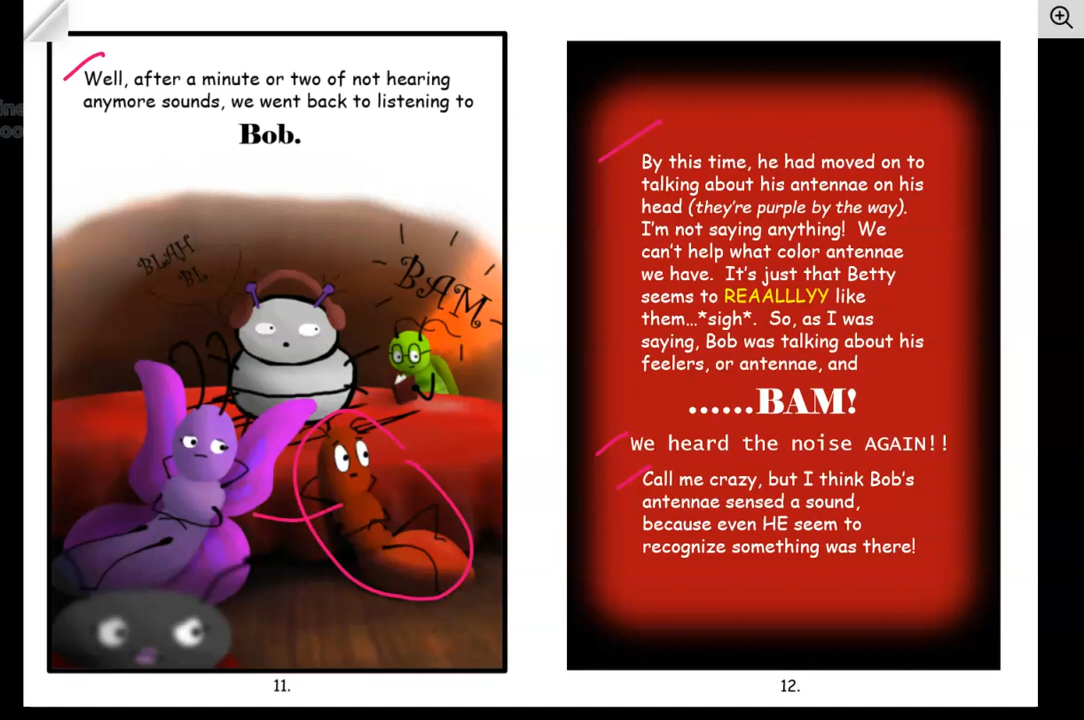 Well, after a minute or two of not hearing
anymore sounds, we went back to listening to
Bob.
BLAH
BL
BAM
11.
By this time, he had moved on to
talking about his antennae on his
head (they're purple by the way).
I'm not saying anything!  We
can't help what color antennae
we have.  It's just that Betty
seems to REAALLLYY like
them...*sigh*.  So, as I was
saying, Bob was talking about his
feelers, or antennae, and
......BAM!
We heard the noise AGAIN!!
Call me crazy, but I think Bob's
antennae sensed a sound,
because even HE seem to
recognize something was there!
12.